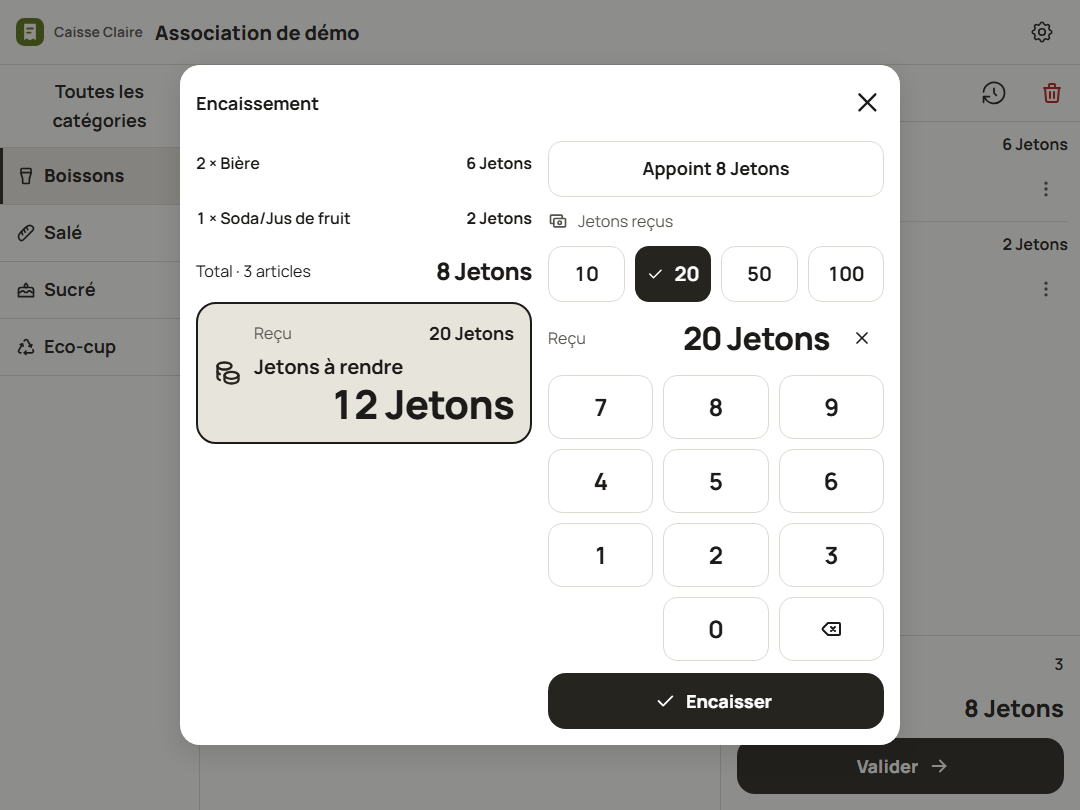 Caisse Claire Association de démo
Toutes les
catégories
Boissons
Salé
Sucré
Eco-cup
Encaissement
2 × Bière 6 Jetons
1 × Soda/Jus de fruit 2 Jetons
Total · 3 articles 8 Jetons
Reçu 20 Jetons
Jetons à rendre
12 Jetons
Appoint 8 Jetons
Jetons reçus
10 20 50 100
Reçu 20 Jetons
7 8 9
4 5 6
1 2 3
0
Encaisser
6 Jetons
2 Jetons
3
8 Jetons
Valider